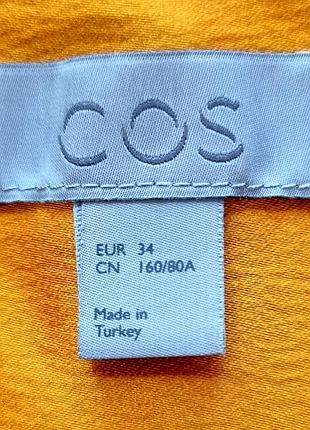 COS
EUR 34
CN 160/80A
Made in
Turkey